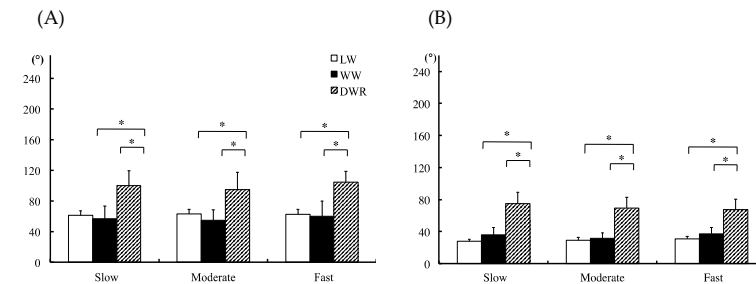 (A)
(B)
(°)
240
200
160
120
80
40
0
LW
WW
DWR
* * *
* * *
Slow Moderate Fast
(°)
240
200
160
120
80
40
0
* * *
* * *
Slow Moderate Fast